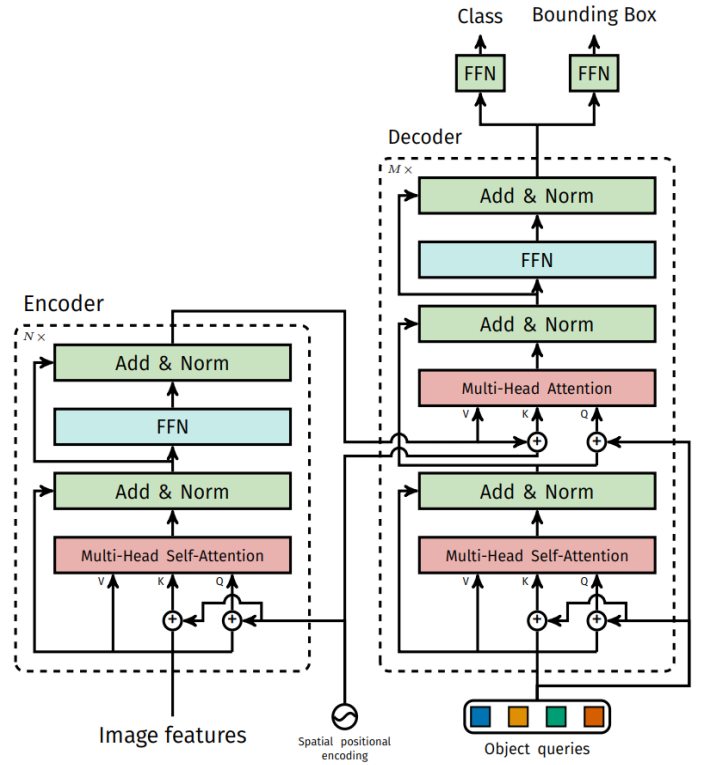 Class
Bounding Box
FFN
FFN
Decoder
M×
Add & Norm
FFN
Add & Norm
Multi-Head Attention
V
K
Q
+
+
Add & Norm
Multi-Head Self-Attention
V
K
Q
+
+
Encoder
N×
Add & Norm
FFN
Add & Norm
Multi-Head Self-Attention
V
K
Q
+
+
Image features
Spatial positional
encoding
Object queries